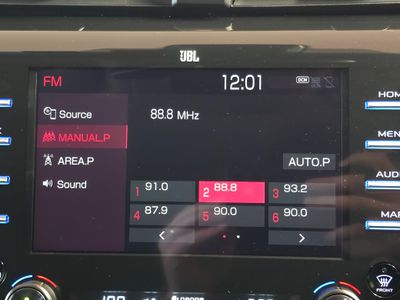 JBL
FM
12:01
DCM
Source
88.8 MHz
MANUAL.P
AREA.P
AUTO.P
Sound
1 91.0
2 88.8
3 93.2
4 87.9
5 90.0
6 90.0
< >
HOM
MEN
AUD
MA
FRONT